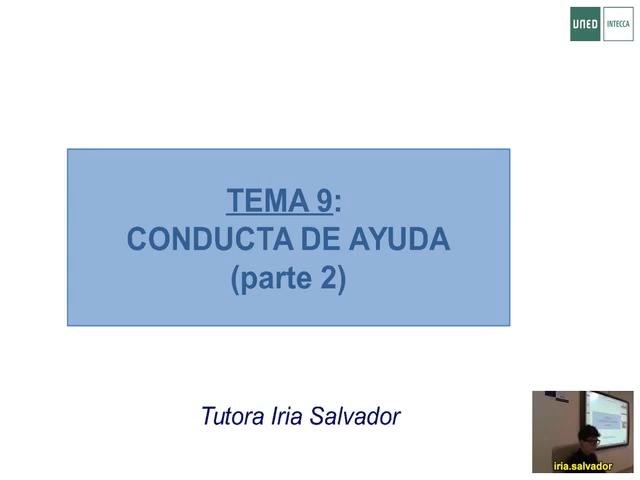 UNED
INTECCA
TEMA 9:
CONDUCTA DE AYUDA
(parte 2)
Tutora Iria Salvador
iria.salvador